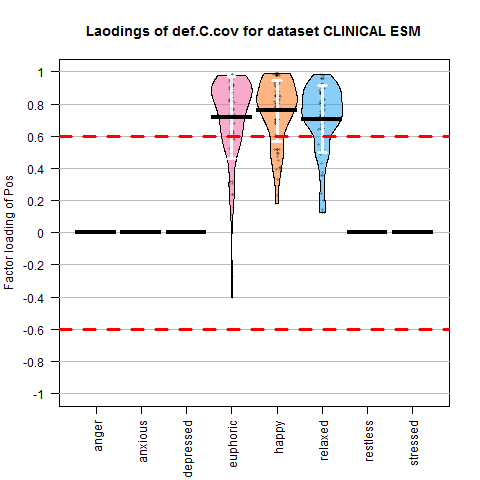 Laodings of def.C.cov for dataset CLINICAL ESM
Factor loading of Pos
1
0.8
0.6
0.4
0.2
0
-0.2
-0.4
-0.6
-0.8
-1
anger
anxious
depressed
euphoric
happy
relaxed
restless
stressed